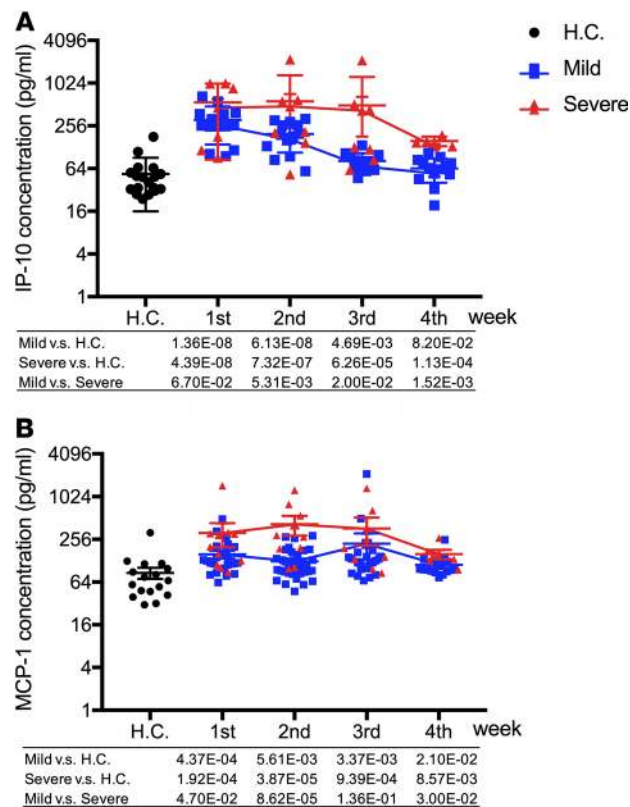 A
IP-10 concentration (pg/ml)
4096
1024
256
64
16
4
1
H.C.
Mild
Severe
H.C. 1st 2nd 3rd 4th week
Mild v.s. H.C. 1.36E-08 6.13E-08 4.69E-03 8.20E-02
Severe v.s. H.C. 4.39E-08 7.32E-07 6.26E-05 1.13E-04
Mild v.s. Severe 6.70E-02 5.31E-03 2.00E-02 1.52E-03
B
MCP-1 concentration (pg/ml)
4096
1024
256
64
16
4
1
H.C. 1st 2nd 3rd 4th week
Mild v.s. H.C. 4.37E-04 5.61E-03 3.37E-03 2.10E-02
Severe v.s. H.C. 1.92E-04 3.87E-05 9.39E-04 8.57E-03
Mild v.s. Severe 4.70E-02 8.62E-05 1.36E-01 3.00E-02